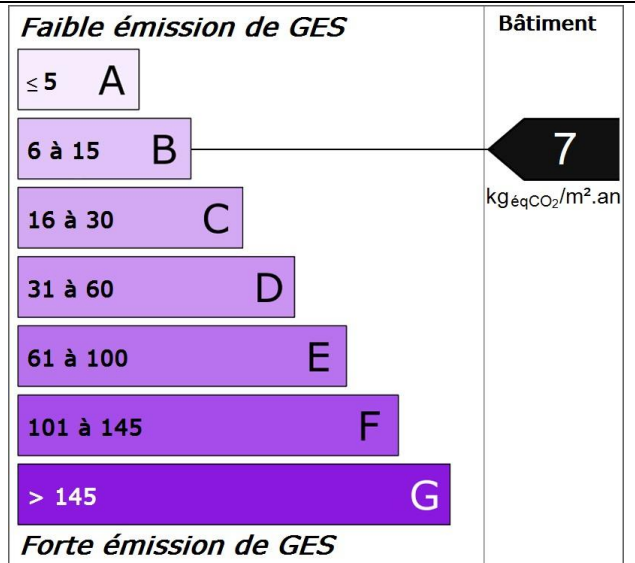 Faible émission de GES
Bâtiment
≤ 5 A
6 à 15 B
7
kgéqCO₂/m².an
16 à 30 C
31 à 60 D
61 à 100 E
101 à 145 F
> 145 G
Forte émission de GES